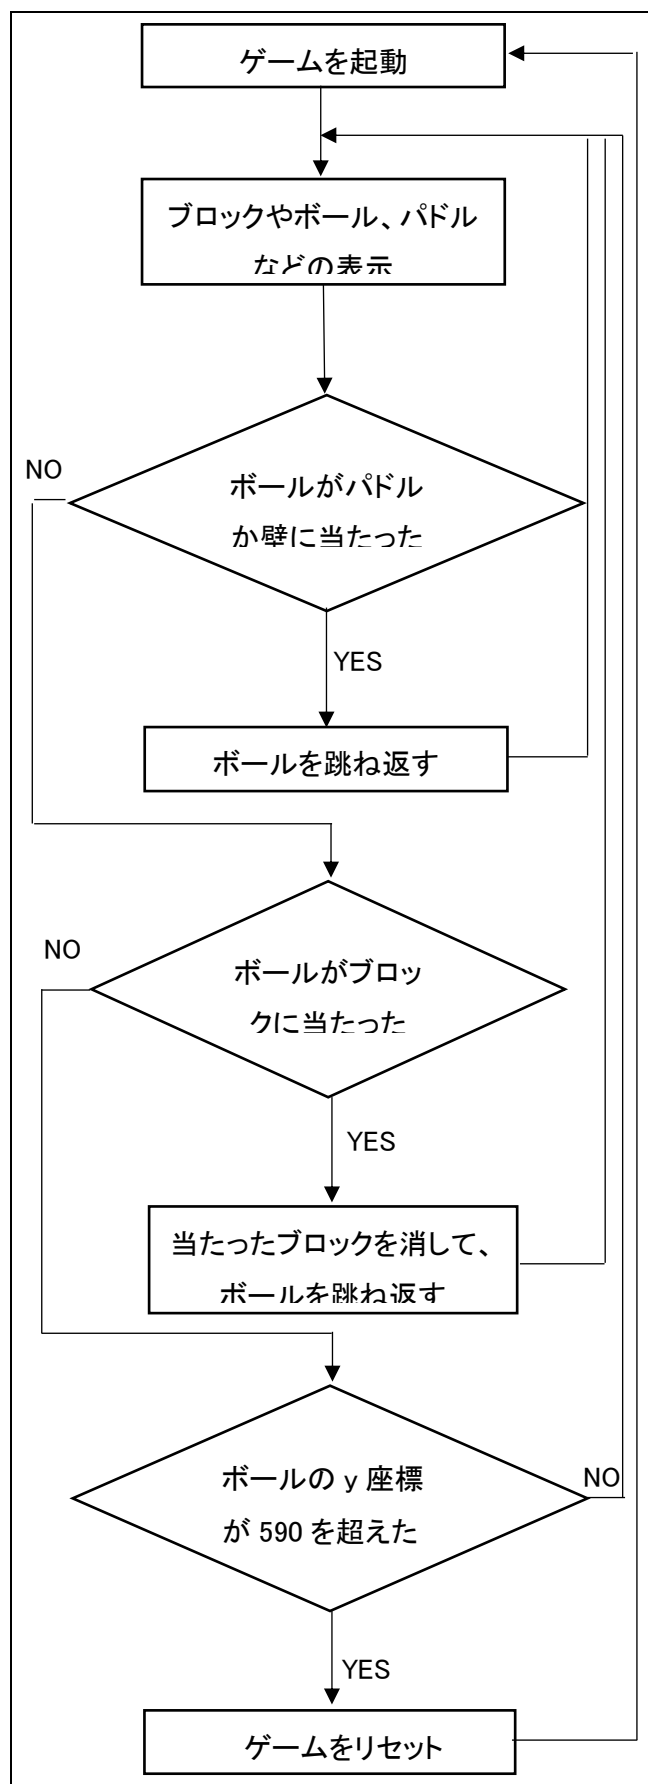 ゲームを起動
ブロックやボール、パドル
などの表示
NO
ボールがパドル
か壁に当たった
YES
ボールを跳ね返す
NO
ボールがブロッ
クに当たった
YES
当たったブロックを消して、
ボールを跳ね返す
ボールの y 座標
が 590 を超えた
NO
YES
ゲームをリセット